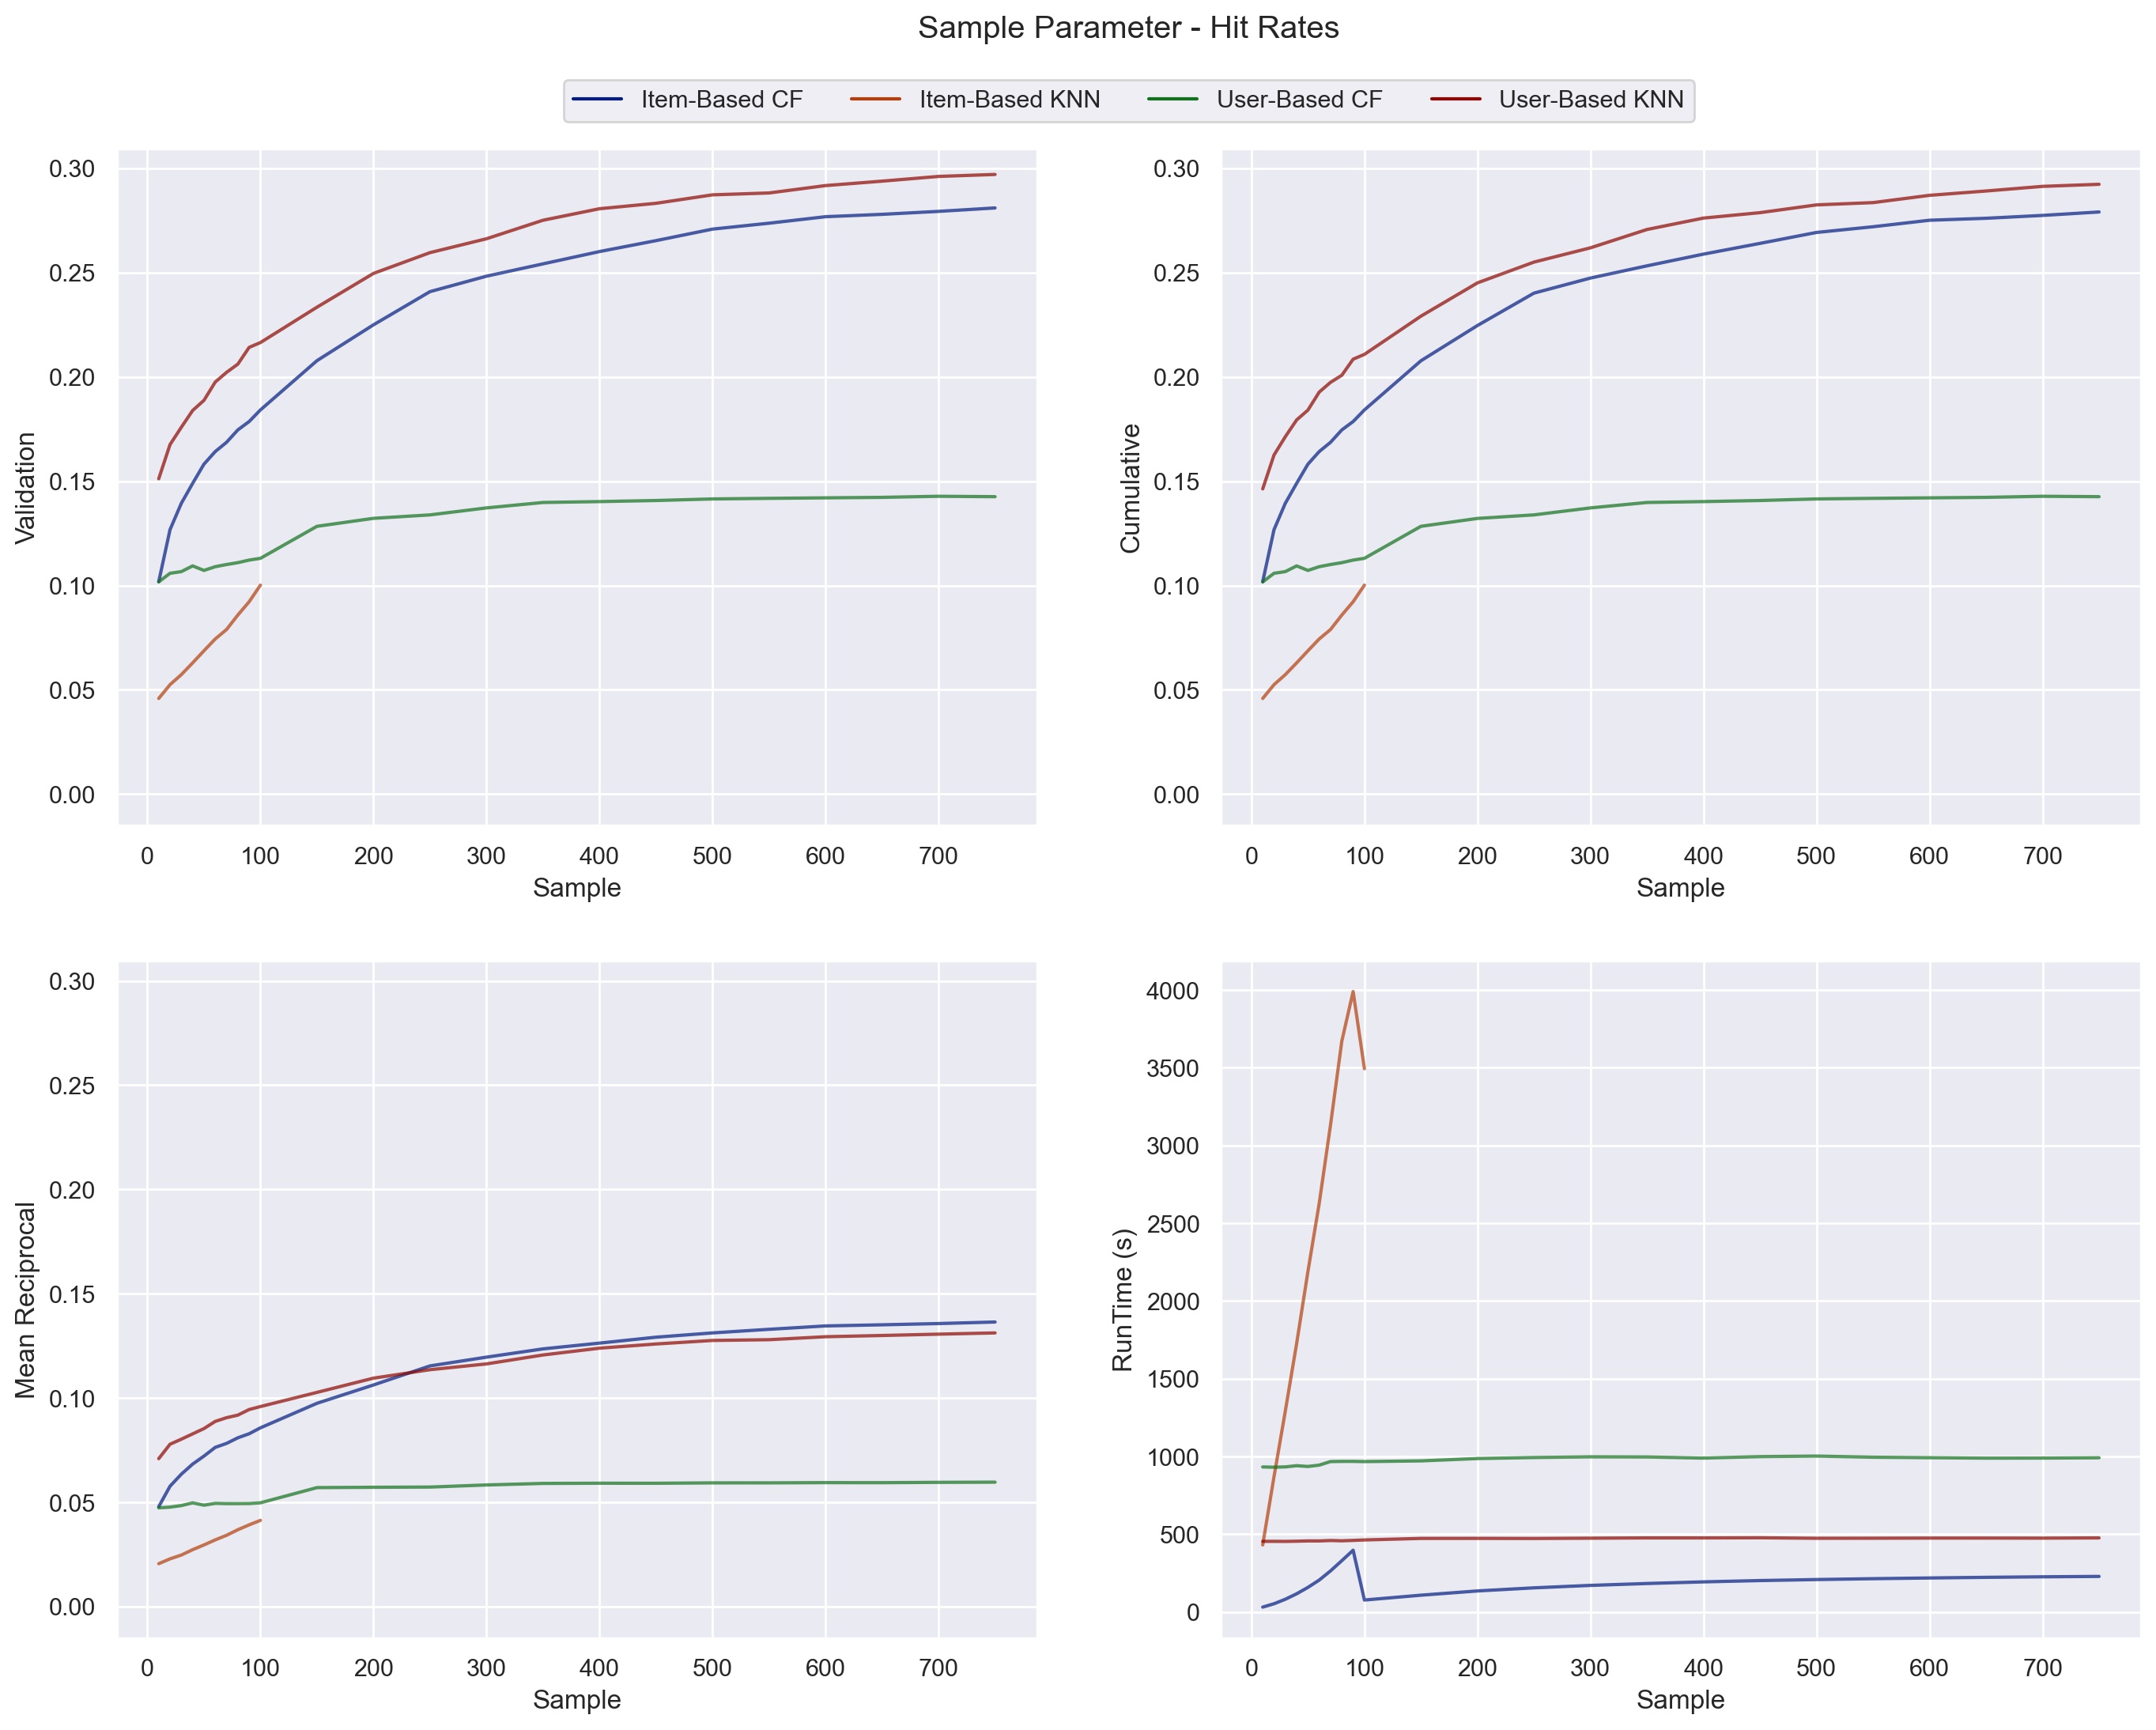 Sample Parameter - Hit Rates
Item-Based CF Item-Based KNN User-Based CF User-Based KNN
Validation
0.30
0.25
0.20
0.15
0.10
0.05
0.00
0 100 200 300 400 500 600 700
Sample
Cumulative
0.30
0.25
0.20
0.15
0.10
0.05
0.00
0 100 200 300 400 500 600 700
Sample
Mean Reciprocal
0.30
0.25
0.20
0.15
0.10
0.05
0.00
0 100 200 300 400 500 600 700
Sample
RunTime (s)
4000
3500
3000
2500
2000
1500
1000
500
0
0 100 200 300 400 500 600 700
Sample